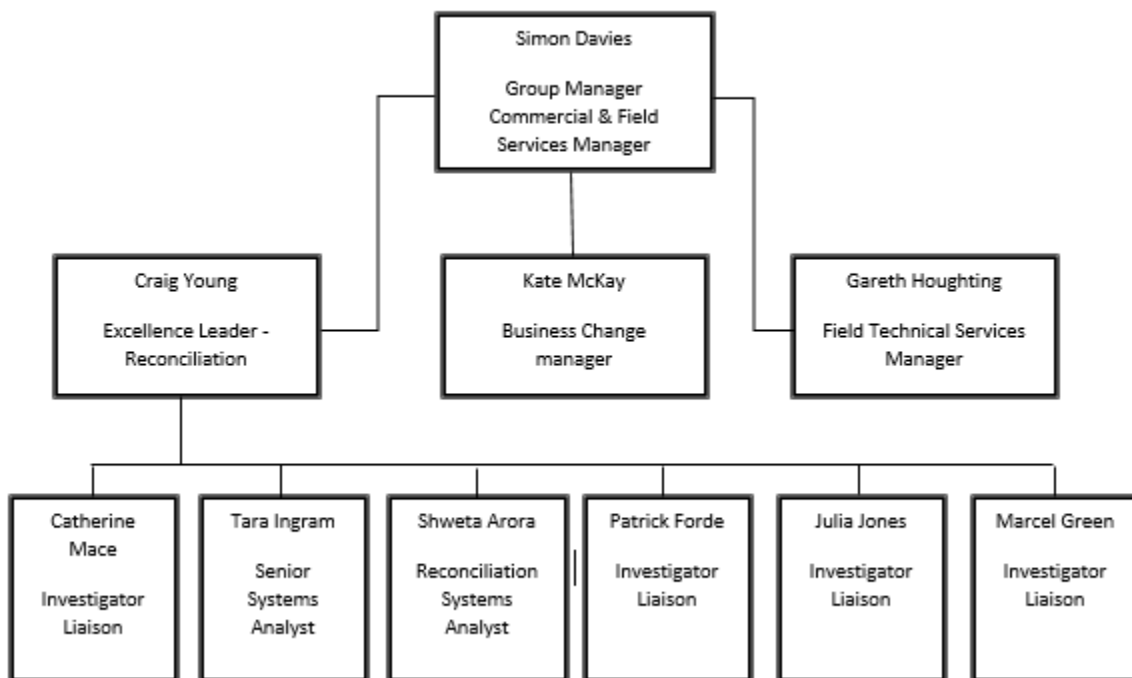 Simon Davies
Group Manager
Commercial & Field
Services Manager
Craig Young
Excellence Leader -
Reconciliation
Kate McKay
Business Change
manager
Gareth Houghting
Field Technical Services
Manager
Catherine
Mace
Investigator
Liaison
Tara Ingram
Senior
Systems
Analyst
Shweta Arora
Reconciliation
Systems
Analyst
Patrick Forde
Investigator
Liaison
Julia Jones
Investigator
Liaison
Marcel Green
Investigator
Liaison